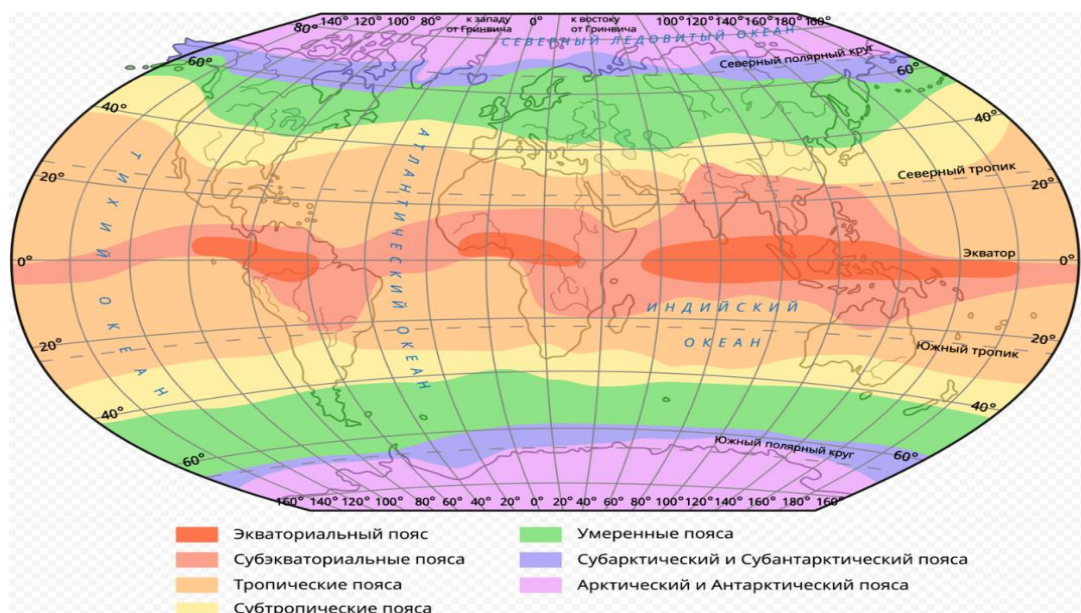 140° 120° 100° 80° к западу от Гринвича 0° к востоку от Гринвича 100° 120° 140° 180° 160°
80°
СЕВЕРНЫЙ ЛЕДОВИТЫЙ ОКЕАН
Северный полярный круг
60° 60°
40° 40°
Северный тропик
20° 20°
ТИХИЙ ОКЕАН
АТЛАНТИЧЕСКИЙ ОКЕАН
Экватор
0° 0°
ИНДИЙСКИЙ
ОКЕАН
20° 20°
Южный тропик
40° 40°
Южный полярный круг
60° 60°
160° 140° 120° 100° 80 60 40 20 0° 20 40° 60° 80° 100° 120° 140° 160° 180° 160°
Экваториальный пояс
Субэкваториальные пояса
Тропические пояса
Субтропические пояса
Умеренные пояса
Субарктический и Субантарктический пояса
Арктический и Антарктический пояса